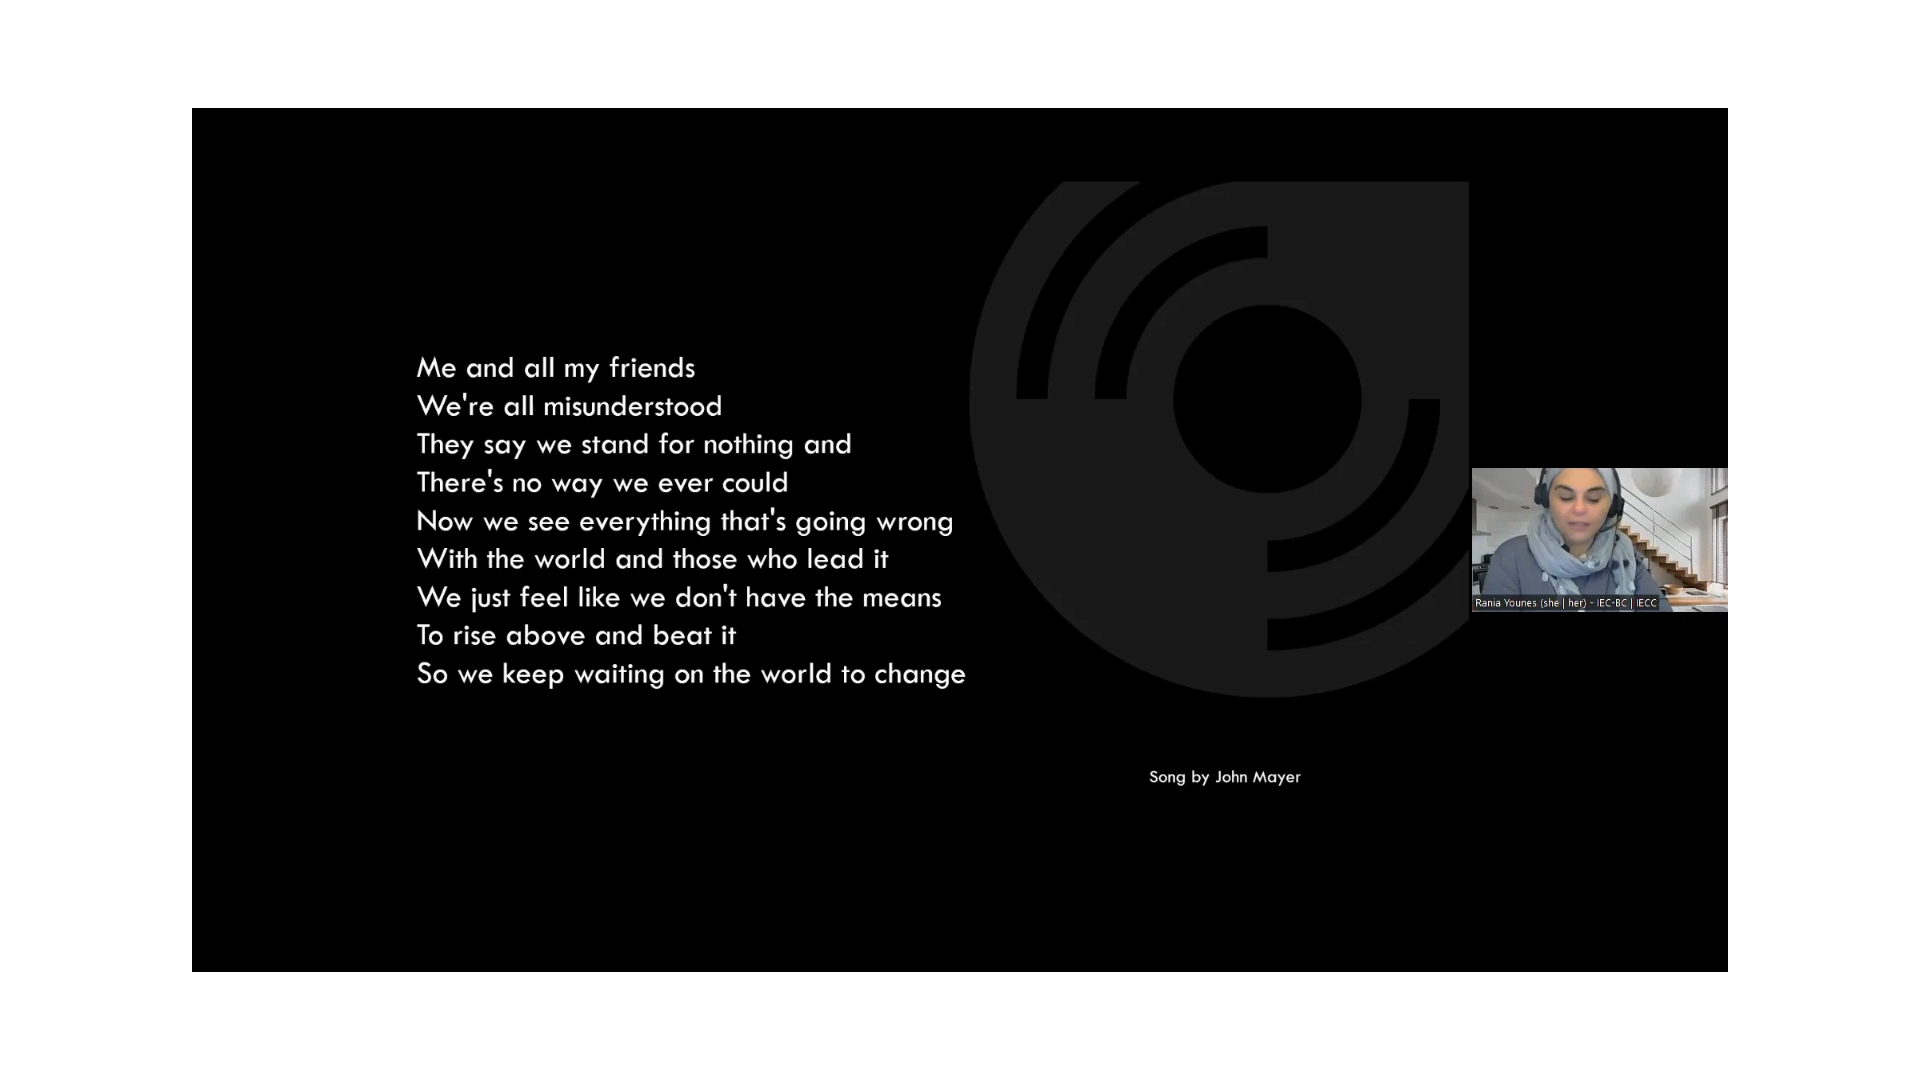 Me and all my friends
We're all misunderstood
They say we stand for nothing and
There's no way we ever could
Now we see everything that's going wrong
With the world and those who lead it
We just feel like we don't have the means
To rise above and beat it
So we keep waiting on the world to change
Rania Younes (she | her) - IEC-BC | IECC
Song by John Mayer